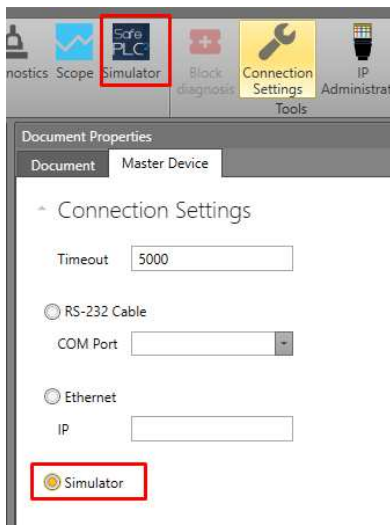 Safe
PLC²
nostics Scope Simulator Block diagnosis Connection Settings IP Administrat
Tools
Document Properties
Document Master Device
Connection Settings
Timeout 5000
RS-232 Cable
COM Port
Ethernet
IP
Simulator